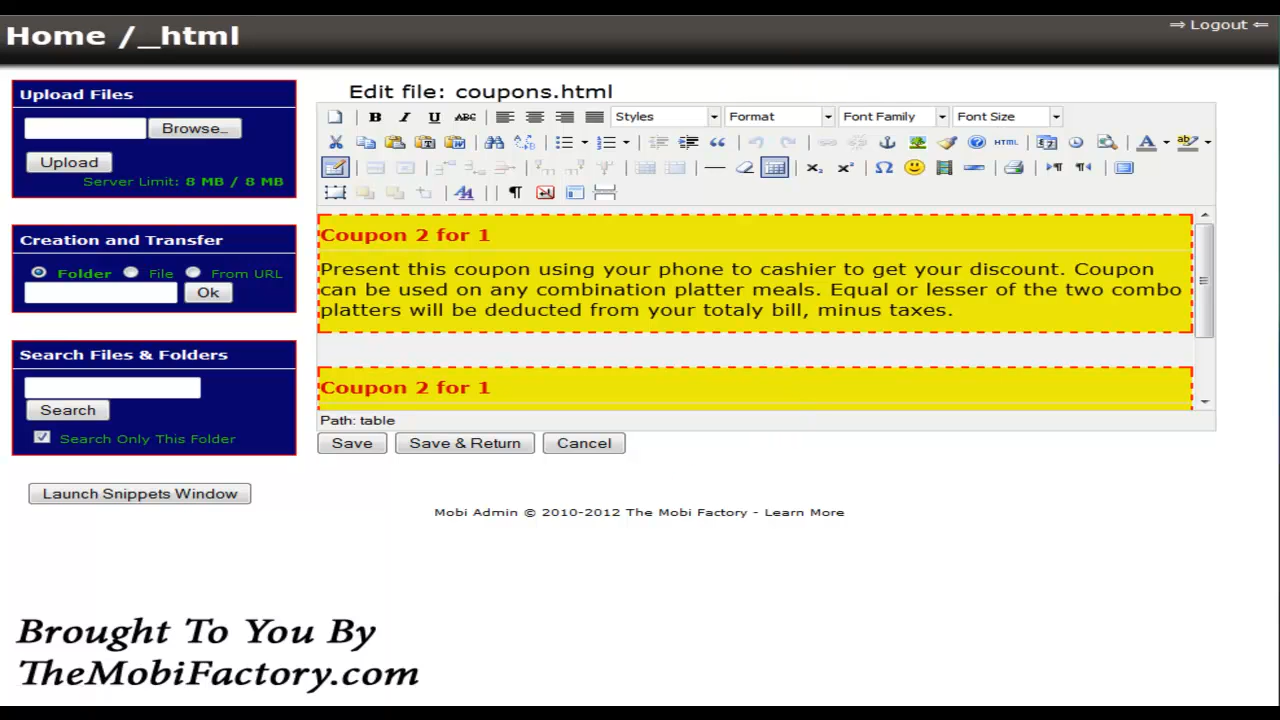 Home /_html
⇒ Logout ⇐
Upload Files
Browse…
Upload
Server Limit: 8 MB / 8 MB
Creation and Transfer
Folder File From URL
Ok
Search Files & Folders
Search
Search Only This Folder
Launch Snippets Window
Edit file: coupons.html
B I U ABC Styles Format Font Family Font Size
HTML
Coupon 2 for 1
Present this coupon using your phone to cashier to get your discount. Coupon
can be used on any combination platter meals. Equal or lesser of the two combo
platters will be deducted from your totaly bill, minus taxes.
Coupon 2 for 1
Path: table
Save Save & Return Cancel
Mobi Admin © 2010-2012 The Mobi Factory - Learn More
Brought To You By
TheMobiFactory.com